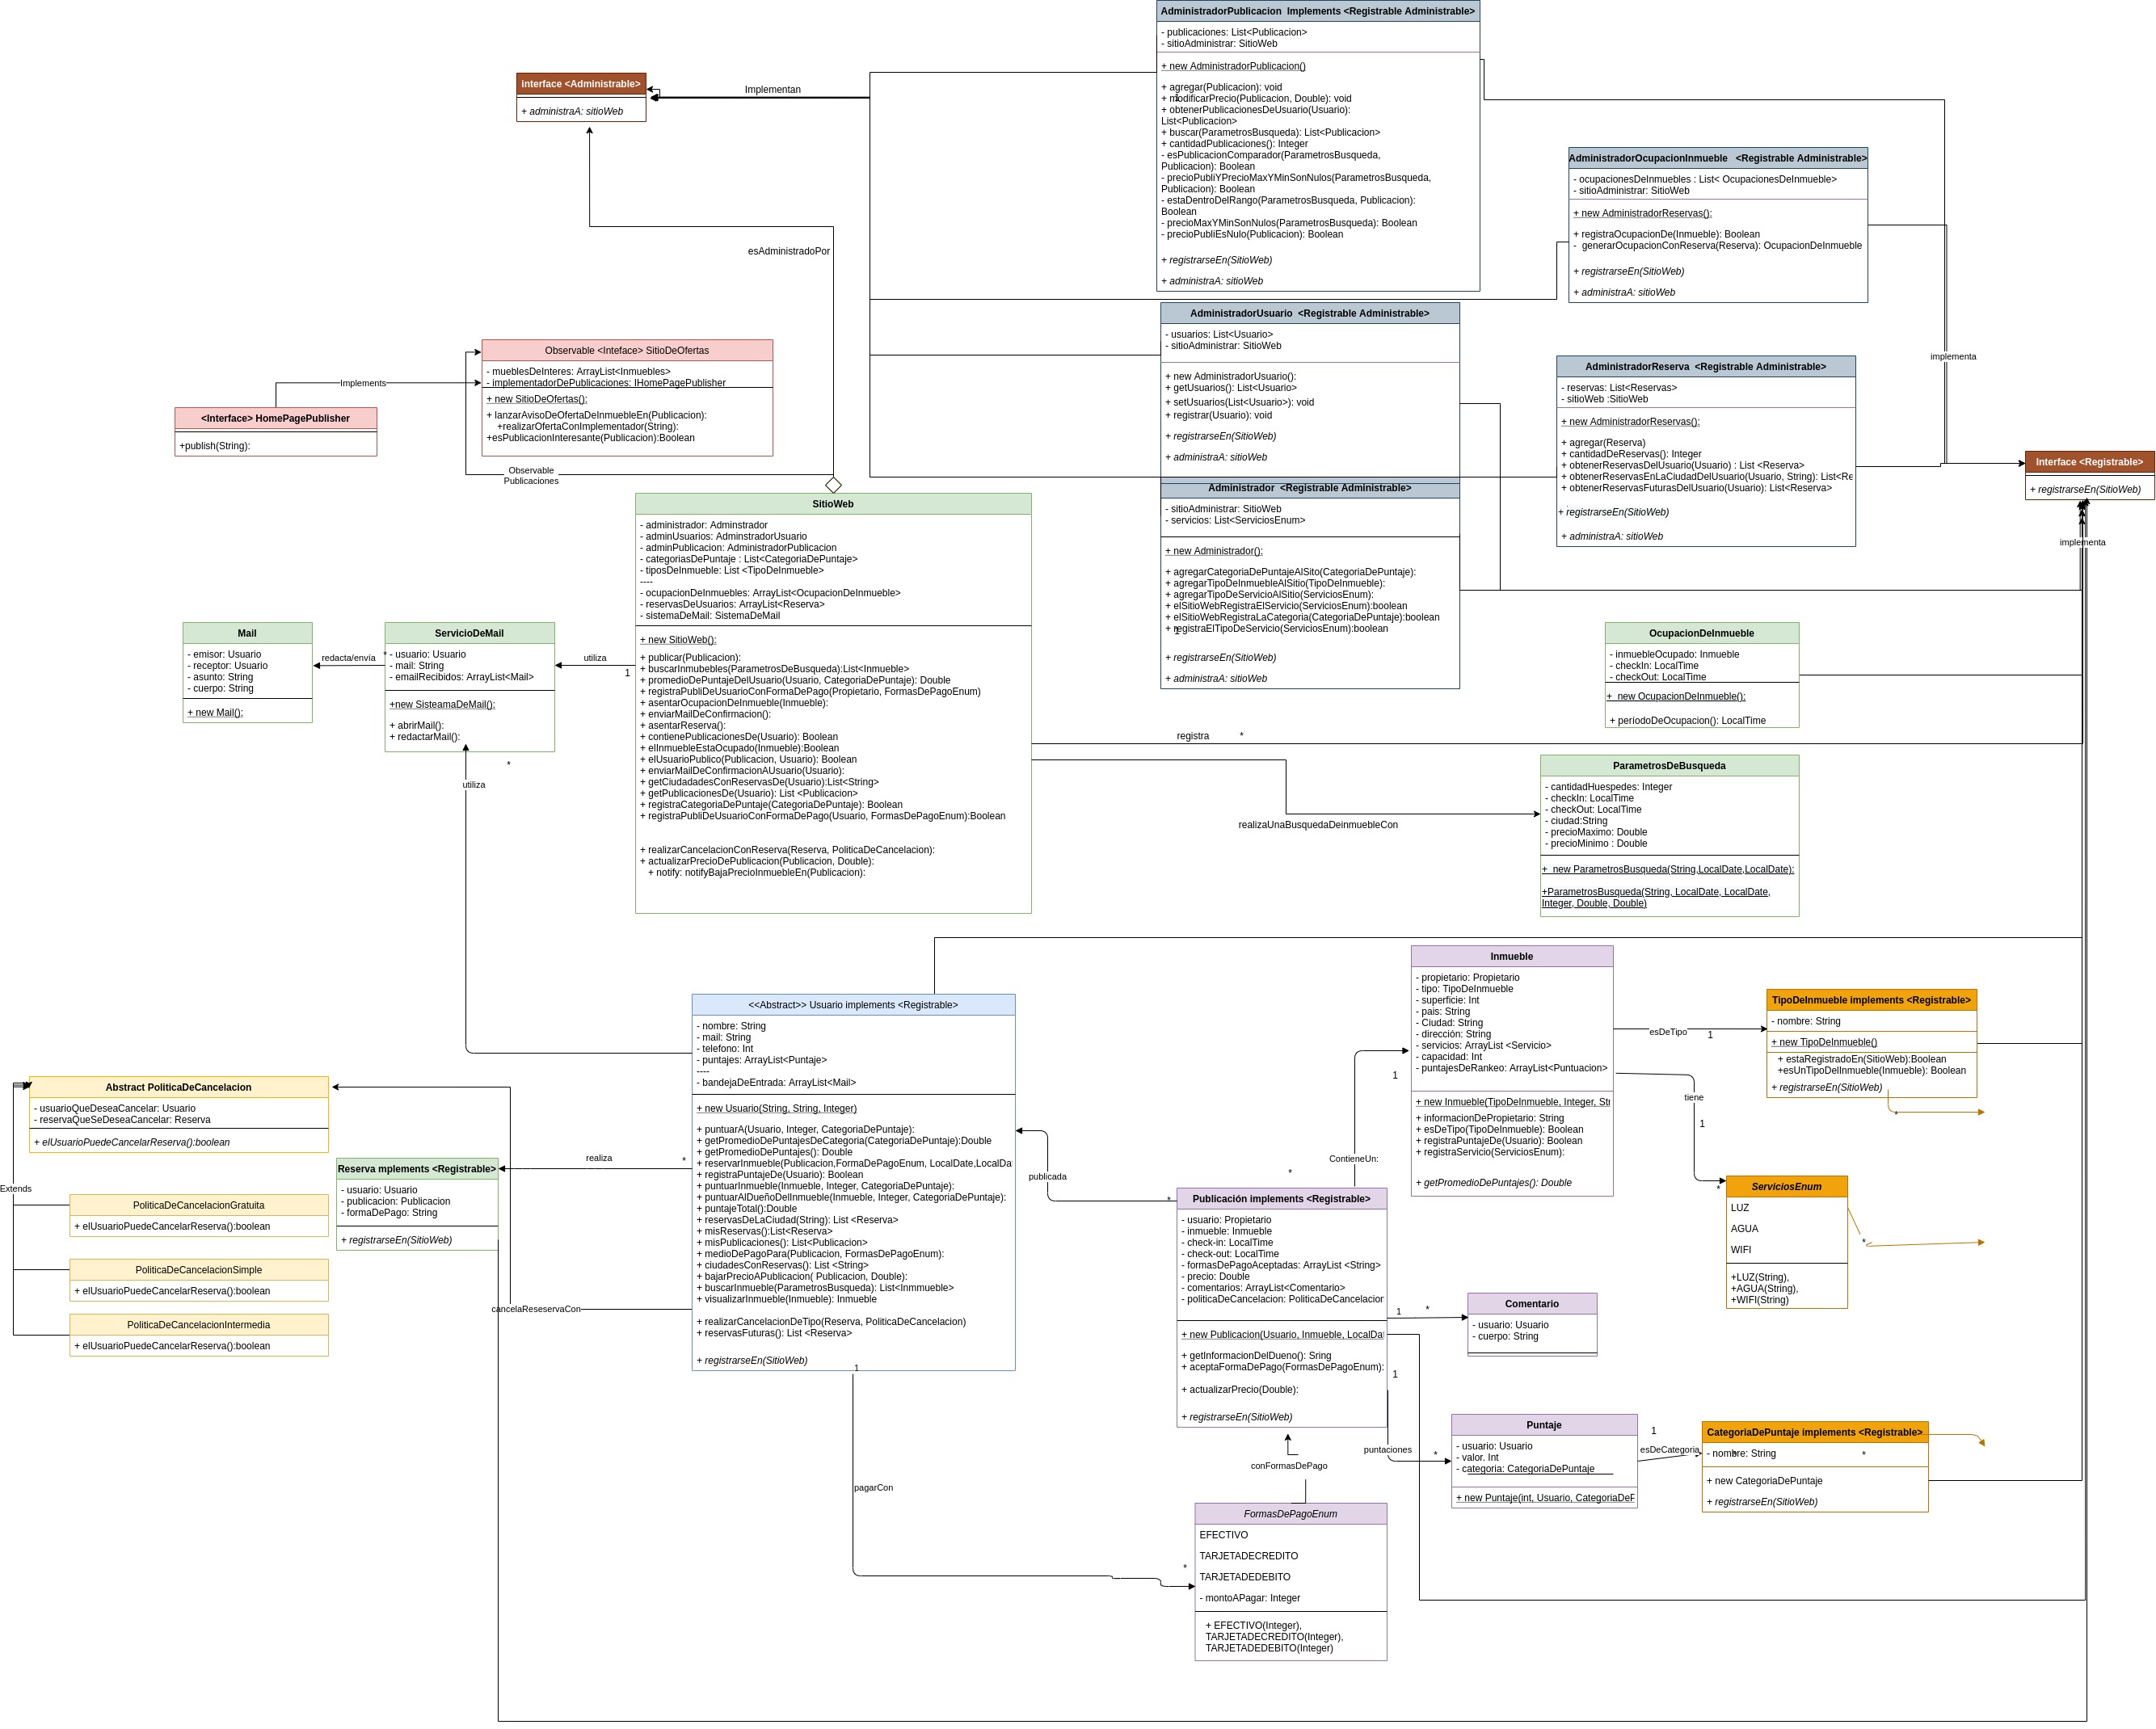 AdministradorPublicacion  Implements <Registrable Administrable>
- publicaciones: List<Publicacion>
- sitioAdministrar: SitioWeb
+ new AdministradorPublicacion()
+ agregar(Publicacion): void
+ modificarPrecio(Publicacion, Double): void
1
+ obtenerPublicacionesDeUsuario(Usuario):
List<Publicacion>
+ buscar(ParametrosBusqueda): List<Publicacion>
+ cantidadPublicaciones(): Integer
- esPublicacionComparador(ParametrosBusqueda,
Publicacion): Boolean
- precioPubliYPrecioMaxYMinSonNulos(ParametrosBusqueda,
Publicacion): Boolean
- estaDentroDelRango(ParametrosBusqueda, Publicacion):
Boolean
- precioMaxYMinSonNulos(ParametrosBusqueda): Boolean
- precioPubliEsNulo(Publicacion): Boolean
+ registrarseEn(SitioWeb)
+ administraA: sitioWeb
interface <Administrable>
+ administraA: sitioWeb
Implementan
esAdministradoPor
AdministradorOcupacionInmueble   <Registrable Administrable>
- ocupacionesDeInmuebles : List< OcupacionesDeInmueble>
- sitioAdministrar: SitioWeb
+ new AdministradorReservas():
+ registraOcupacionDe(Inmueble): Boolean
-  generarOcupacionConReserva(Reserva): OcupacionDeInmueble
+ registrarseEn(SitioWeb)
+ administraA: sitioWeb
AdministradorUsuario  <Registrable Administrable>
- usuarios: List<Usuario>
- sitioAdministrar: SitioWeb
+ new AdministradorUsuario():
+ getUsuarios(): List<Usuario>
+ setUsuarios(List<Usuario>): void
+ registrar(Usuario): void
+ registrarseEn(SitioWeb)
+ administraA: sitioWeb
implementa
AdministradorReserva  <Registrable Administrable>
- reservas: List<Reservas>
- sitioWeb :SitioWeb
+ new AdministradorReservas():
+ agregar(Reserva)
+ cantidadDeReservas(): Integer
+ obtenerReservasDelUsuario(Usuario) : List <Reserva>
+ obtenerReservasEnLaCiudadDelUsuario(Usuario, String): List<Re
+ obtenerReservasFuturasDelUsuario(Usuario): List<Reserva>
+ registrarseEn(SitioWeb)
+ administraA: sitioWeb
Observable <Inteface> SitioDeOfertas
- mueblesDeInteres: ArrayList<Inmuebles>
- implementadorDePublicaciones: IHomePagePublisher
+ new SitioDeOfertas():
+ lanzarAvisoDeOfertaDeInmuebleEn(Publicacion):
+realizarOfertaConImplementador(String):
+esPublicacionInteresante(Publicacion):Boolean
Implements
<Interface> HomePagePublisher
+publish(String):
Observable
Publicaciones
Interface <Registrable>
+ registrarseEn(SitioWeb)
implementa
Administrador  <Registrable Administrable>
- sitioAdministrar: SitioWeb
- servicios: List<ServiciosEnum>
+ new Administrador():
+ agregarCategoriaDePuntajeAlSito(CategoriaDePuntaje):
+ agregarTipoDeInmuebleAlSitio(TipoDeInmueble):
+ agregarTipoDeServicioAlSitio(ServiciosEnum):
+ elSitioWebRegistraElServicio(ServiciosEnum):boolean
+ elSitioWebRegistraLaCategoria(CategoriaDePuntaje):boolean
+ registraElTipoDeServicio(ServiciosEnum):boolean
1
+ registrarseEn(SitioWeb)
+ administraA: sitioWeb
SitioWeb
- administrador: Adminstrador
- adminUsuarios: AdminstradorUsuario
- adminPublicacion: AdministradorPublicacion
- categoriasDePuntaje : List<CategoriaDePuntaje>
- tiposDeInmueble: List <TipoDeInmueble>
----
- ocupacionDeInmuebles: ArrayList<OcupacionDeInmueble>
- reservasDeUsuarios: ArrayList<Reserva>
- sistemaDeMail: SistemaDeMail
+ new SitioWeb():
+ publicar(Publicacion):
+ buscarInmubebles(ParametrosDeBusqueda):List<Inmueble>
+ promedioDePuntajeDelUsuario(Usuario, CategoriaDePuntaje): Double
+ registraPubliDeUsuarioConFormaDePago(Propietario, FormasDePagoEnum)
+ asentarOcupacionDeInmueble(Inmueble):
+ enviarMailDeConfirmacion():
+ asentarReserva():
+ contienePublicacionesDe(Usuario): Boolean
+ elInmuebleEstaOcupado(Inmueble):Boolean
+ elUsuarioPublico(Publicacion, Usuario): Boolean
+ enviarMailDeConfirmacionAUsuario(Usuario):
+ getCiudadadesConReservasDe(Usuario):List<String>
+ getPublicacionesDe(Usuario): List <Publicacion>
+ registraCategoriaDePuntaje(CategoriaDePuntaje): Boolean
+ registraPubliDeUsuarioConFormaDePago(Usuario, FormasDePagoEnum):Boolean
+ realizarCancelacionConReserva(Reserva, PoliticaDeCancelacion):
+ actualizarPrecioDePublicacion(Publicacion, Double):
+ notify: notifyBajaPrecioInmuebleEn(Publicacion):
Mail
- emisor: Usuario
- receptor: Usuario
- asunto: String
- cuerpo: String
+ new Mail():
redacta/envía
*
ServicioDeMail
- usuario: Usuario
- mail: String
- emailRecibidos: ArrayList<Mail>
+new SisteamaDeMail():
+ abrirMail():
+ redactarMail():
utiliza
1
*
utiliza
OcupacionDeInmueble
- inmuebleOcupado: Inmueble
- checkIn: LocalTime
- checkOut: LocalTime
+  new OcupacionDeInmueble():
+ períodoDeOcupacion(): LocalTime
registra
*
realizaUnaBusquedaDeinmuebleCon
ParametrosDeBusqueda
- cantidadHuespedes: Integer
- checkIn: LocalTime
- checkOut: LocalTime
- ciudad:String
- precioMaximo: Double
- precioMinimo : Double
+  new ParametrosBusqueda(String,LocalDate,LocalDate):
+ParametrosBusqueda(String, LocalDate, LocalDate,
Integer, Double, Double)
<<Abstract>> Usuario implements <Registrable>
- nombre: String
- mail: String
- telefono: Int
- puntajes: ArrayList<Puntaje>
----
- bandejaDeEntrada: ArrayList<Mail>
+ new Usuario(String, String, Integer)
+ puntuarA(Usuario, Integer, CategoriaDePuntaje):
+ getPromedioDePuntajesDeCategoria(CategoriaDePuntaje):Double
+ getPromedioDePuntajes(): Double
+ reservarInmueble(Publicacion,FormaDePagoEnum, LocalDate,LocalDa
+ registraPuntajeDe(Usuario): Boolean
+ puntuarInmueble(Inmueble, Integer, CategoriaDePuntaje):
+ puntuarAlDueñoDelInmueble(Inmueble, Integer, CategoriaDePuntaje):
+ puntajeTotal():Double
+ reservasDeLaCiudad(String): List <Reserva>
+ misReservas():List<Reserva>
+ misPublicaciones(): List<Publicacion>
+ medioDePagoPara(Publicacion, FormasDePagoEnum):
+ ciudadesConReservas(): List <String>
+ bajarPrecioAPublicacion( Publicacion, Double):
+ buscarInmueble(ParametrosBusqueda): List<Inmmueble>
+ visualizarInmueble(Inmueble): Inmueble
+ realizarCancelacionDeTipo(Reserva, PoliticaDeCancelacion)
+ reservasFuturas(): List <Reserva>
+ registrarseEn(SitioWeb)
1
Abstract PoliticaDeCancelacion
- usuarioQueDeseaCancelar: Usuario
- reservaQueSeDeseaCancelar: Reserva
+ elUsuarioPuedeCancelarReserva():boolean
Extends
PoliticaDeCancelacionGratuita
+ elUsuarioPuedeCancelarReserva():boolean
PoliticaDeCancelacionSimple
+ elUsuarioPuedeCancelarReserva():boolean
PoliticaDeCancelacionIntermedia
+ elUsuarioPuedeCancelarReserva():boolean
Reserva mplements <Registrable>
- usuario: Usuario
- publicacion: Publicacion
- formaDePago: String
+ registrarseEn(SitioWeb)
realiza
*
cancelaReseservaCon
publicada
*
Publicación implements <Registrable>
- usuario: Propietario
- inmueble: Inmueble
- check-in: LocalTime
- check-out: LocalTime
- formasDePagoAceptadas: ArrayList <String>
- precio: Double
- comentarios: ArrayList<Comentario>
- politicaDeCancelacion: PoliticaDeCancelacion
+ new Publicacion(Usuario, Inmueble, LocalDat
+ getInformacionDelDueno(): Sring
+ aceptaFormaDePago(FormasDePagoEnum):
+ actualizarPrecio(Double):
+ registrarseEn(SitioWeb)
ContieneUn:
*
1
Inmueble
- propietario: Propietario
- tipo: TipoDeInmueble
- superficie: Int
- pais: String
- Ciudad: String
- dirección: String
- servicios: ArrayList <Servicio>
- capacidad: Int
- puntajesDeRankeo: ArrayList<Puntuacion>
+ new Inmueble(TipoDeInmueble, Integer, Str
+ informacionDePropietario: String
+ esDeTipo(TipoDeInmueble): Boolean
+ registraPuntajeDe(Usuario): Boolean
+ registraServicio(ServiciosEnum):
+ getPromedioDePuntajes(): Double
esDeTipo
1
TipoDeInmueble implements <Registrable>
- nombre: String
+ new TipoDeInmueble()
+ estaRegistradoEn(SitioWeb):Boolean
+esUnTipoDelInmueble(Inmueble): Boolean
+ registrarseEn(SitioWeb)
*
tiene
1
*
ServiciosEnum
LUZ
AGUA
WIFI
+LUZ(String),
+AGUA(String),
+WIFI(String)
*
1
*
Comentario
- usuario: Usuario
- cuerpo: String
1
puntaciones
*
Puntaje
- usuario: Usuario
- valor. Int
- categoria: CategoriaDePuntaje
+ new Puntaje(int, Usuario, CategoriaDeP
1
esDeCategoria
CategoriaDePuntaje implements <Registrable>
- nombre: String
*
*
+ new CategoriaDePuntaje
+ registrarseEn(SitioWeb)
conFormasDePago
pagarCon
*
FormasDePagoEnum
EFECTIVO
TARJETADECREDITO
TARJETADEDEBITO
- montoAPagar: Integer
+ EFECTIVO(Integer),
TARJETADECREDITO(Integer),
TARJETADEDEBITO(Integer)